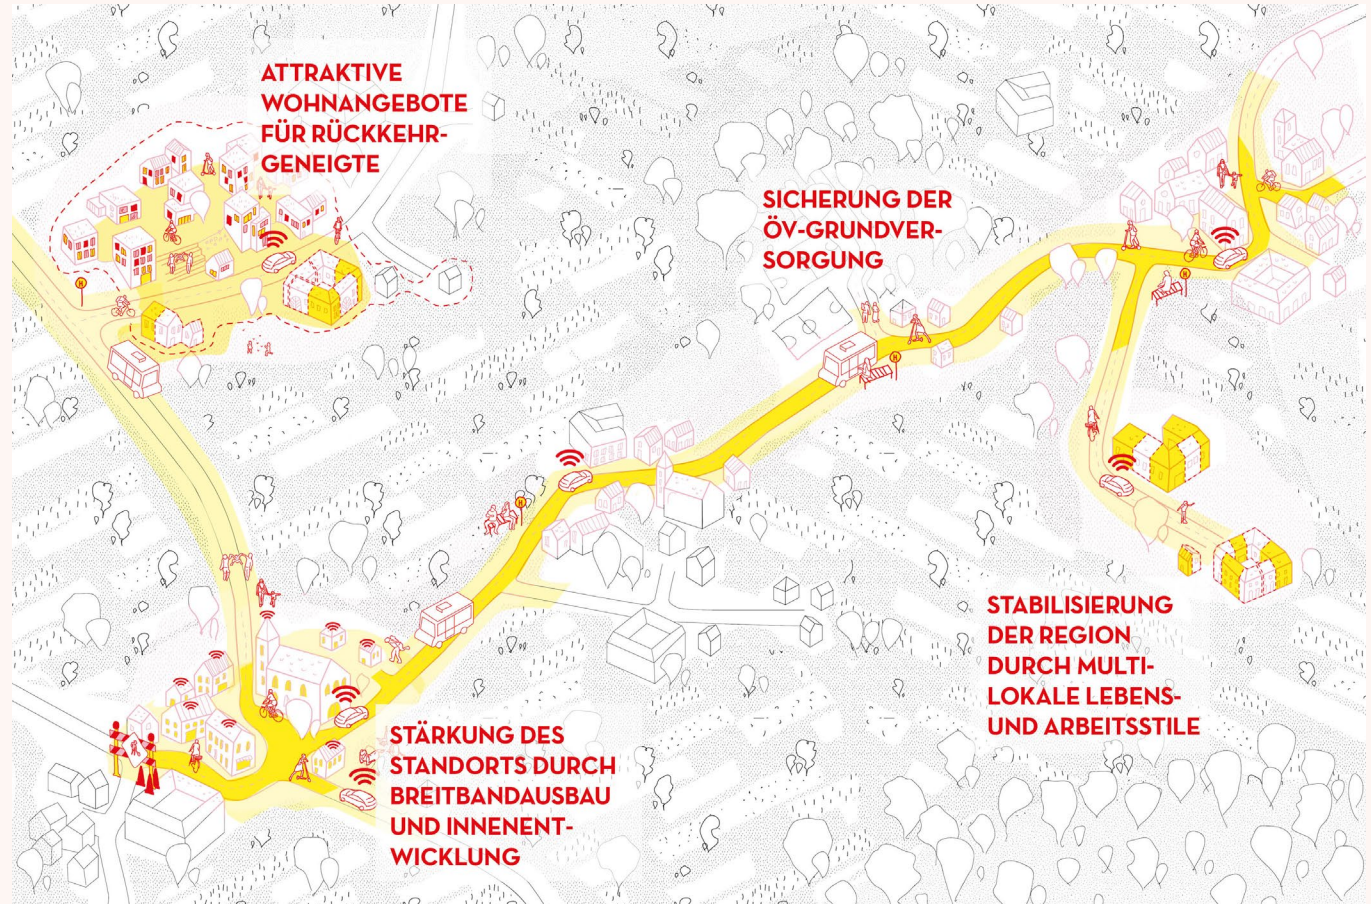 ATTRAKTIVE
WOHNANGEBOTE
FÜR RÜCKKEHR-
GENEIGTE
SICHERUNG DER
ÖV-GRUNDVER-
SORGUNG
STABILISIERUNG
DER REGION
DURCH MULTI-
LOKALE LEBENS-
UND ARBEITSSTILE
STÄRKUNG DES
STANDORTS DURCH
BREITBANDAUSBAU
UND INNENENT-
WICKLUNG
H
H
H
H